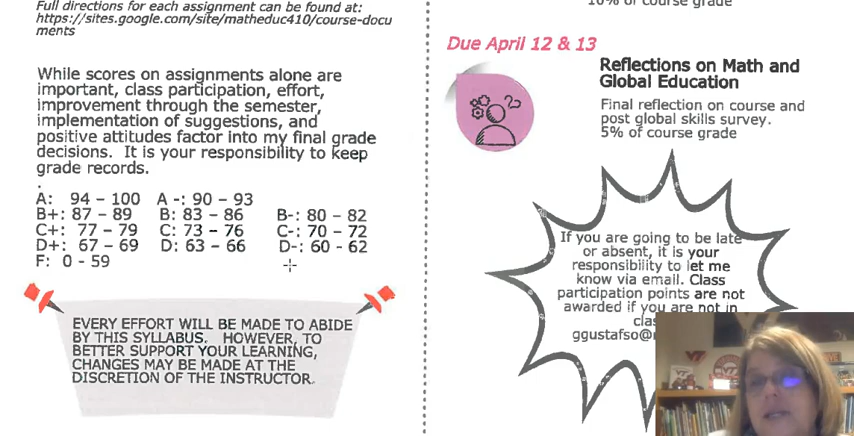 Full directions for each assignment can be found at:
https://sites.google.com/site/matheduc410/course-docu
ments
While scores on assignments alone are
important, class participation, effort,
improvement through the semester,
implementation of suggestions, and
positive attitudes factor into my final grade
decisions.  It is your responsibility to keep
grade records.
.
A:  94 – 100  A -: 90 – 93
B+: 87 – 89  B: 83 – 86  B-: 80 – 82
C+: 77 – 79  C: 73 – 76  C-: 70 – 72
D+: 67 – 69  D: 63 – 66  D-: 60 - 62
F:  0 - 59
EVERY EFFORT WILL BE MADE TO ABIDE
BY THIS SYLLABUS.  HOWEVER, TO
BETTER SUPPORT YOUR LEARNING,
CHANGES MAY BE MADE AT THE
DISCRETION OF THE INSTRUCTOR.
of course grade
Due April 12 & 13
Reflections on Math and
Global Education
Final reflection on course and
post global skills survey.
5% of course grade
If you are going to be late
or absent, it is your
responsibility to let me
know via email. Class
participation points are not
awarded if you are not in
ggustafso@